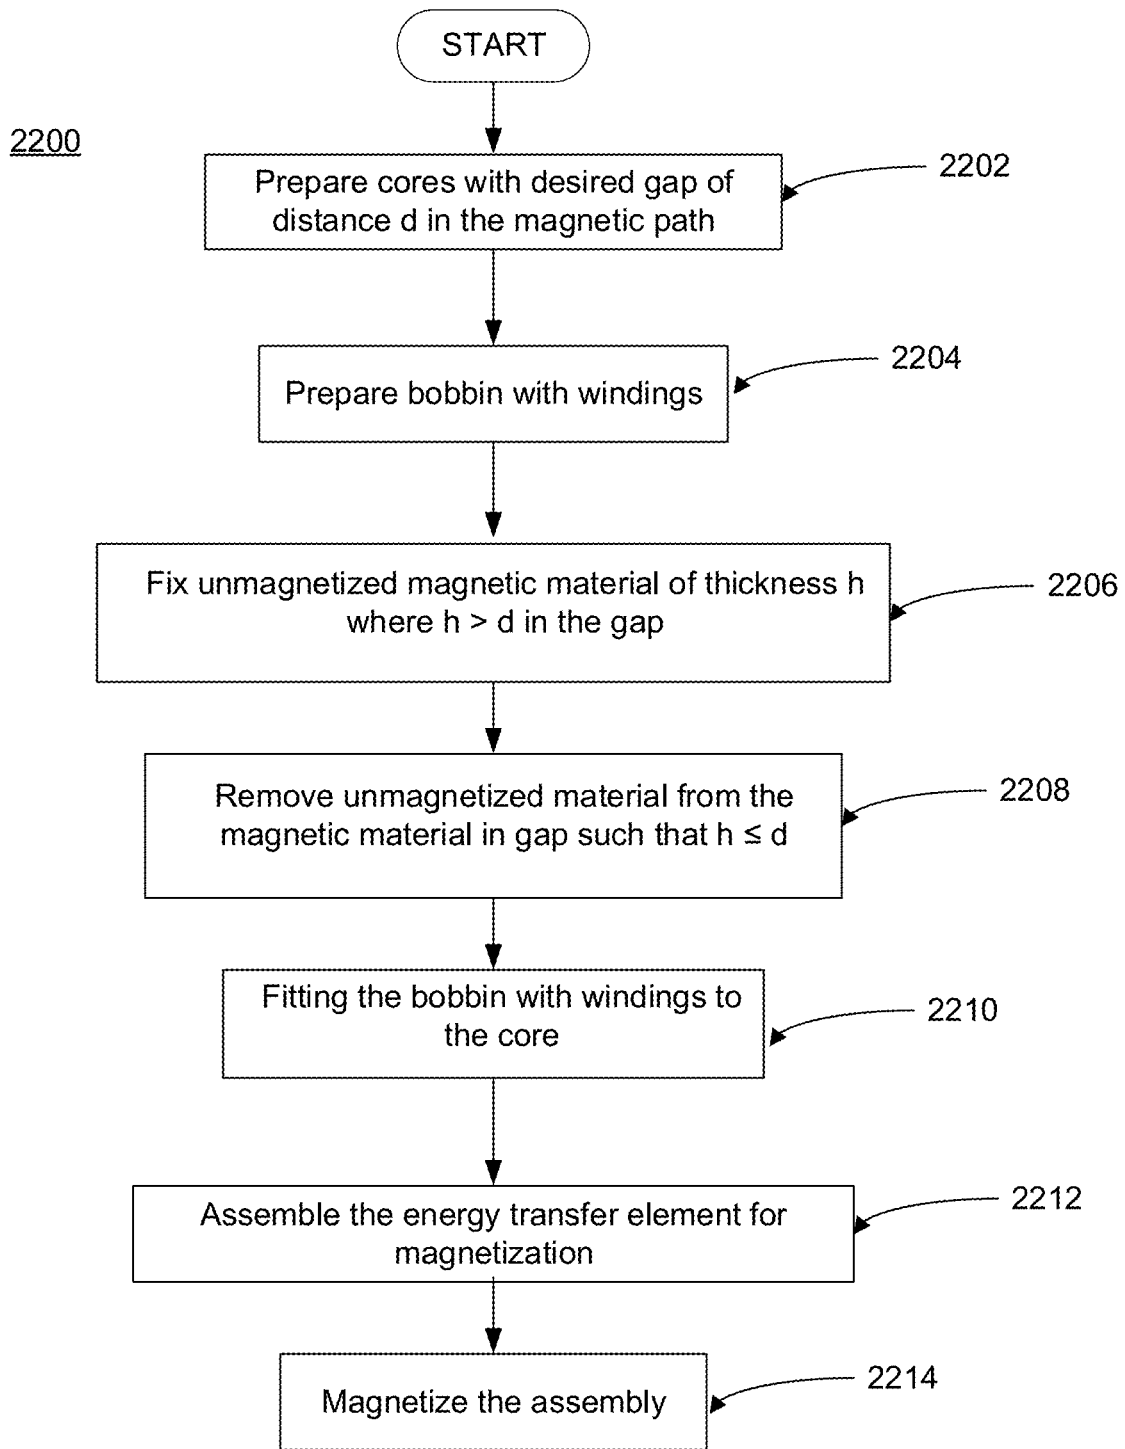 START
2200
Prepare cores with desired gap of
distance d in the magnetic path
2202
Prepare bobbin with windings
2204
Fix unmagnetized magnetic material of thickness h
where h > d in the gap
2206
Remove unmagnetized material from the
magnetic material in gap such that h ≤ d
2208
Fitting the bobbin with windings to
the core
2210
Assemble the energy transfer element for
magnetization
2212
Magnetize the assembly
2214